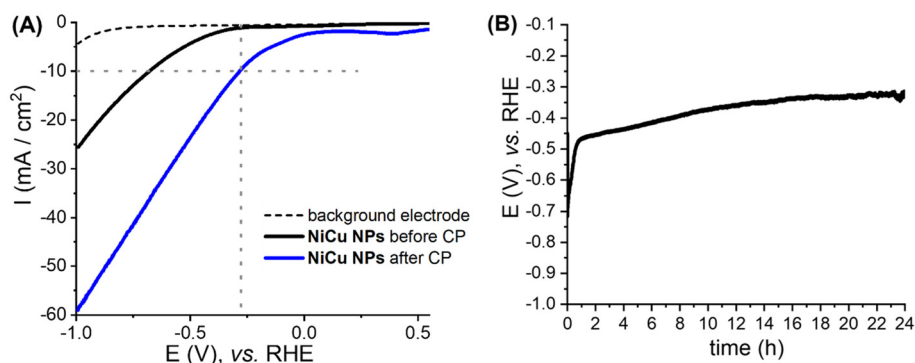 (A)
0
-10
-20
-30
-40
-50
-60
I (mA / cm²)
background electrode
NiCu NPs before CP
NiCu NPs after CP
-1.0 -0.5 0.0 0.5
E (V), vs. RHE
(B)
-0.1
-0.2
-0.3
-0.4
-0.5
-0.6
-0.7
-0.8
-0.9
-1.0
E (V), vs. RHE
0 2 4 6 8 10 12 14 16 18 20 22 24
time (h)